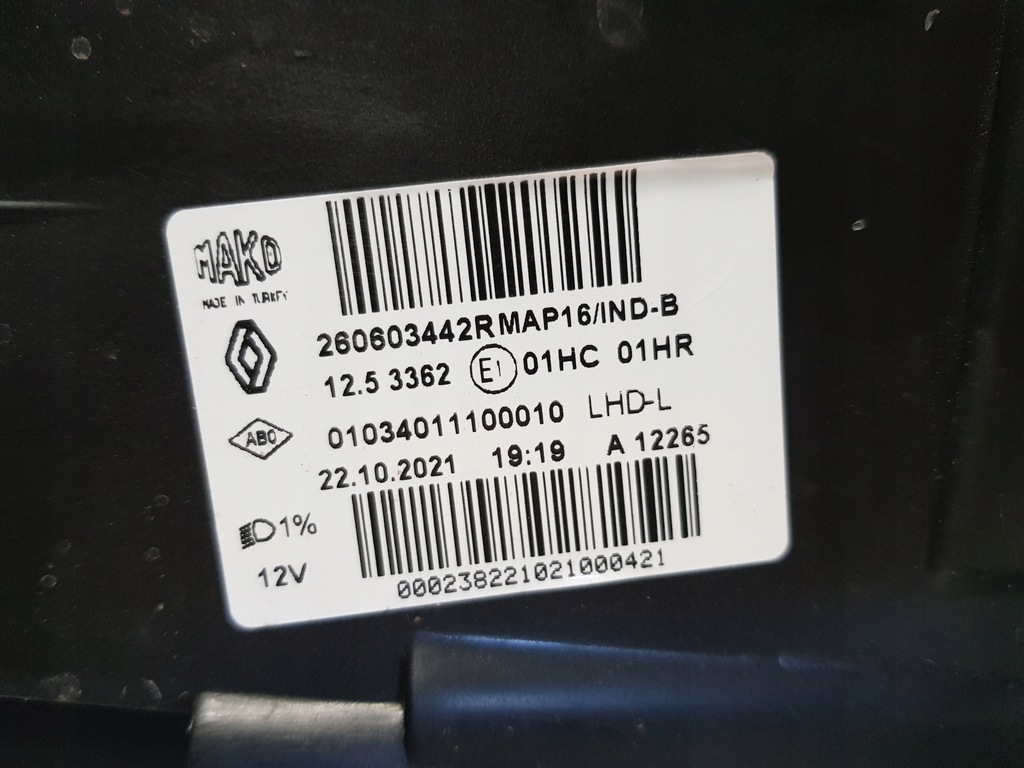 MAKO
MADE IN TURKEY
260603442R MAP16/IND-B
12.5 3362 E1 01HC 01HR
01034011100010 LHD-L
ABC
22.10.2021 19:19 A 12265
1%
12V
000238221021000421